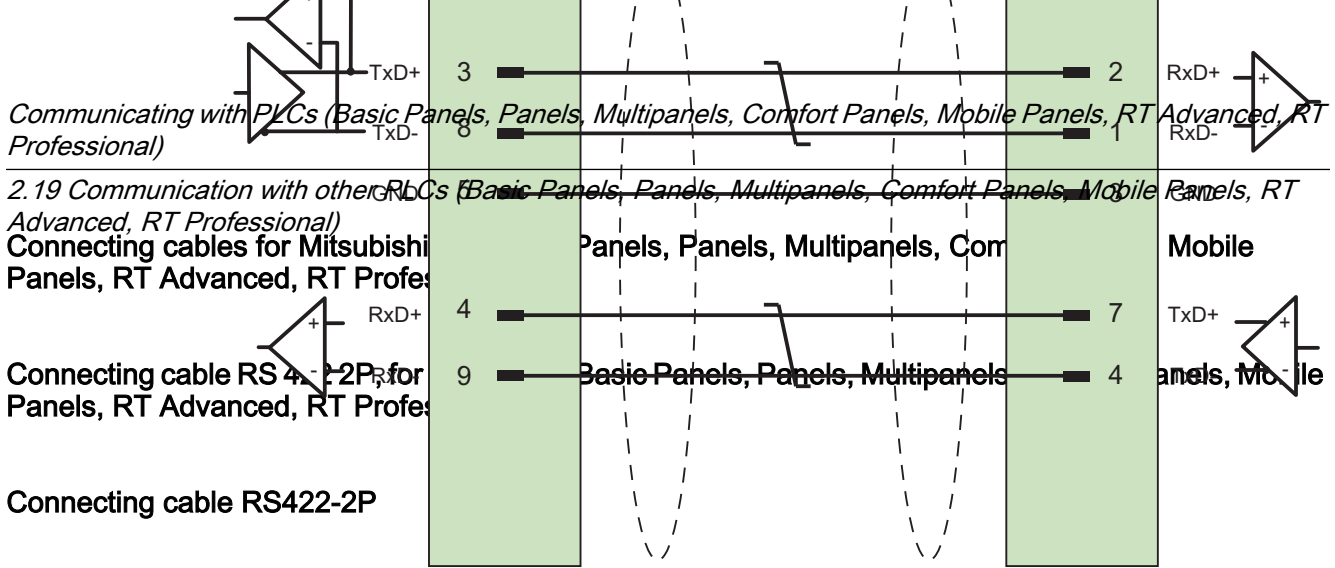 TxD+ 3 2 RxD+
Communicating with PLCs (Basic Panels, Panels, Multipanels, Comfort Panels, Mobile Panels, RT Advanced, RT
TxD- 8 1 RxD-
Professional)
2.19 Communication with other PLCs (Basic Panels, Panels, Multipanels, Comfort Panels, Mobile Panels, RT
GND 3 GND
Advanced, RT Professional)
Connecting cables for Mitsubishi Panels, Panels, Multipanels, Com Mobile
Panels, RT Advanced, RT Profes
RxD+ 4 7 TxD+
Connecting cable RS 422 2P, for Basic Panels, Panels, Multipanels anels, Mobile
9 4
Panels, RT Advanced, RT Profes
Connecting cable RS422-2P